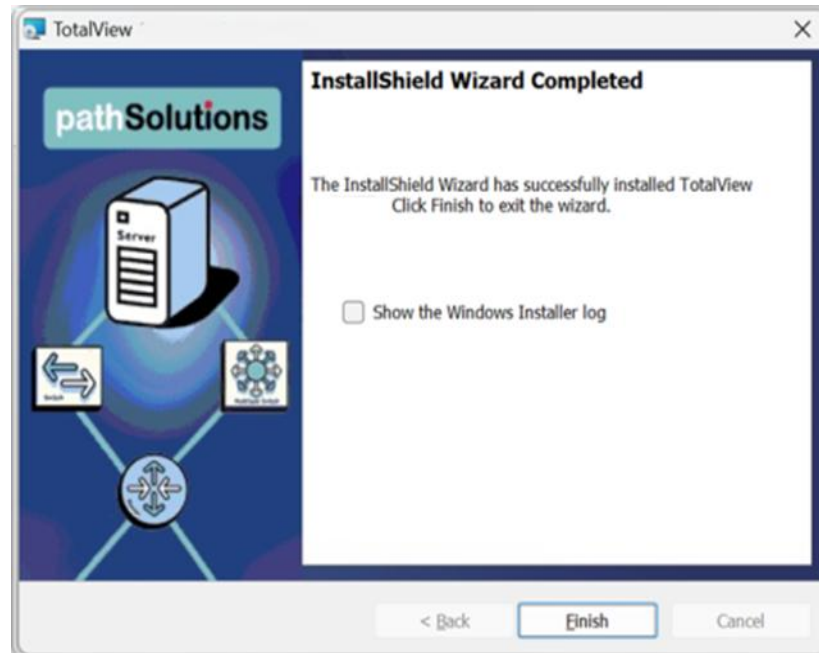 TotalView
InstallShield Wizard Completed
pathSolutions
The InstallShield Wizard has successfully installed TotalView
Click Finish to exit the wizard.
Server
Show the Windows Installer log
Switch
< Back
Finish
Cancel